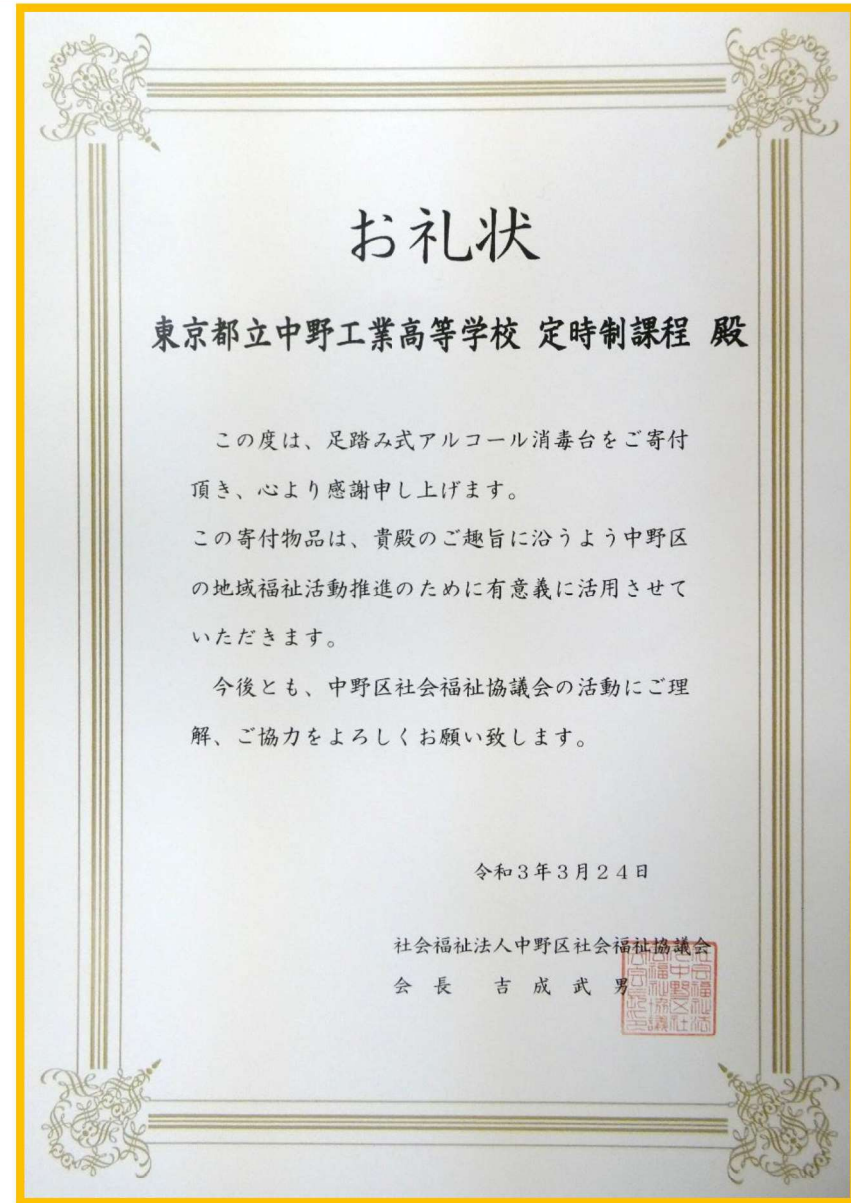 お礼状
東京都立中野工業高等学校 定時制課程 殿
この度は、足踏み式アルコール消毒台をご寄付
頂き、心より感謝申し上げます。
この寄付物品は、貴殿のご趣旨に沿うよう中野区
の地域福祉活動推進のために有意義に活用させて
いただきます。
今後とも、中野区社会福祉協議会の活動にご理
解、ご協力をよろしくお願い致します。
令和3年3月24日
社会福祉法人中野区社会福祉協議会
会 長 吉 成 武 男